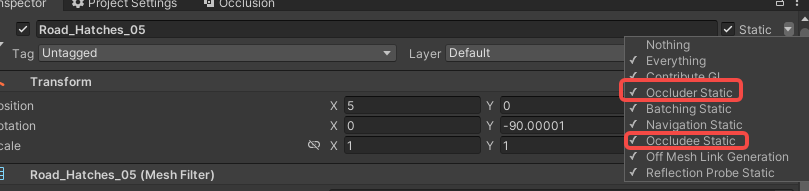 Inspector
Project Settings
Occlusion
Road_Hatches_05
Static
Tag Untagged
Layer Default
Nothing
Everything
Contribute GI
Occluder Static
Batching Static
Navigation Static
Occludee Static
Off Mesh Link Generation
Reflection Probe Static
Transform
osition X 5 Y 0
otation X 0 Y -90.00001
cale X 1 Y 1
Road_Hatches_05 (Mesh Filter)